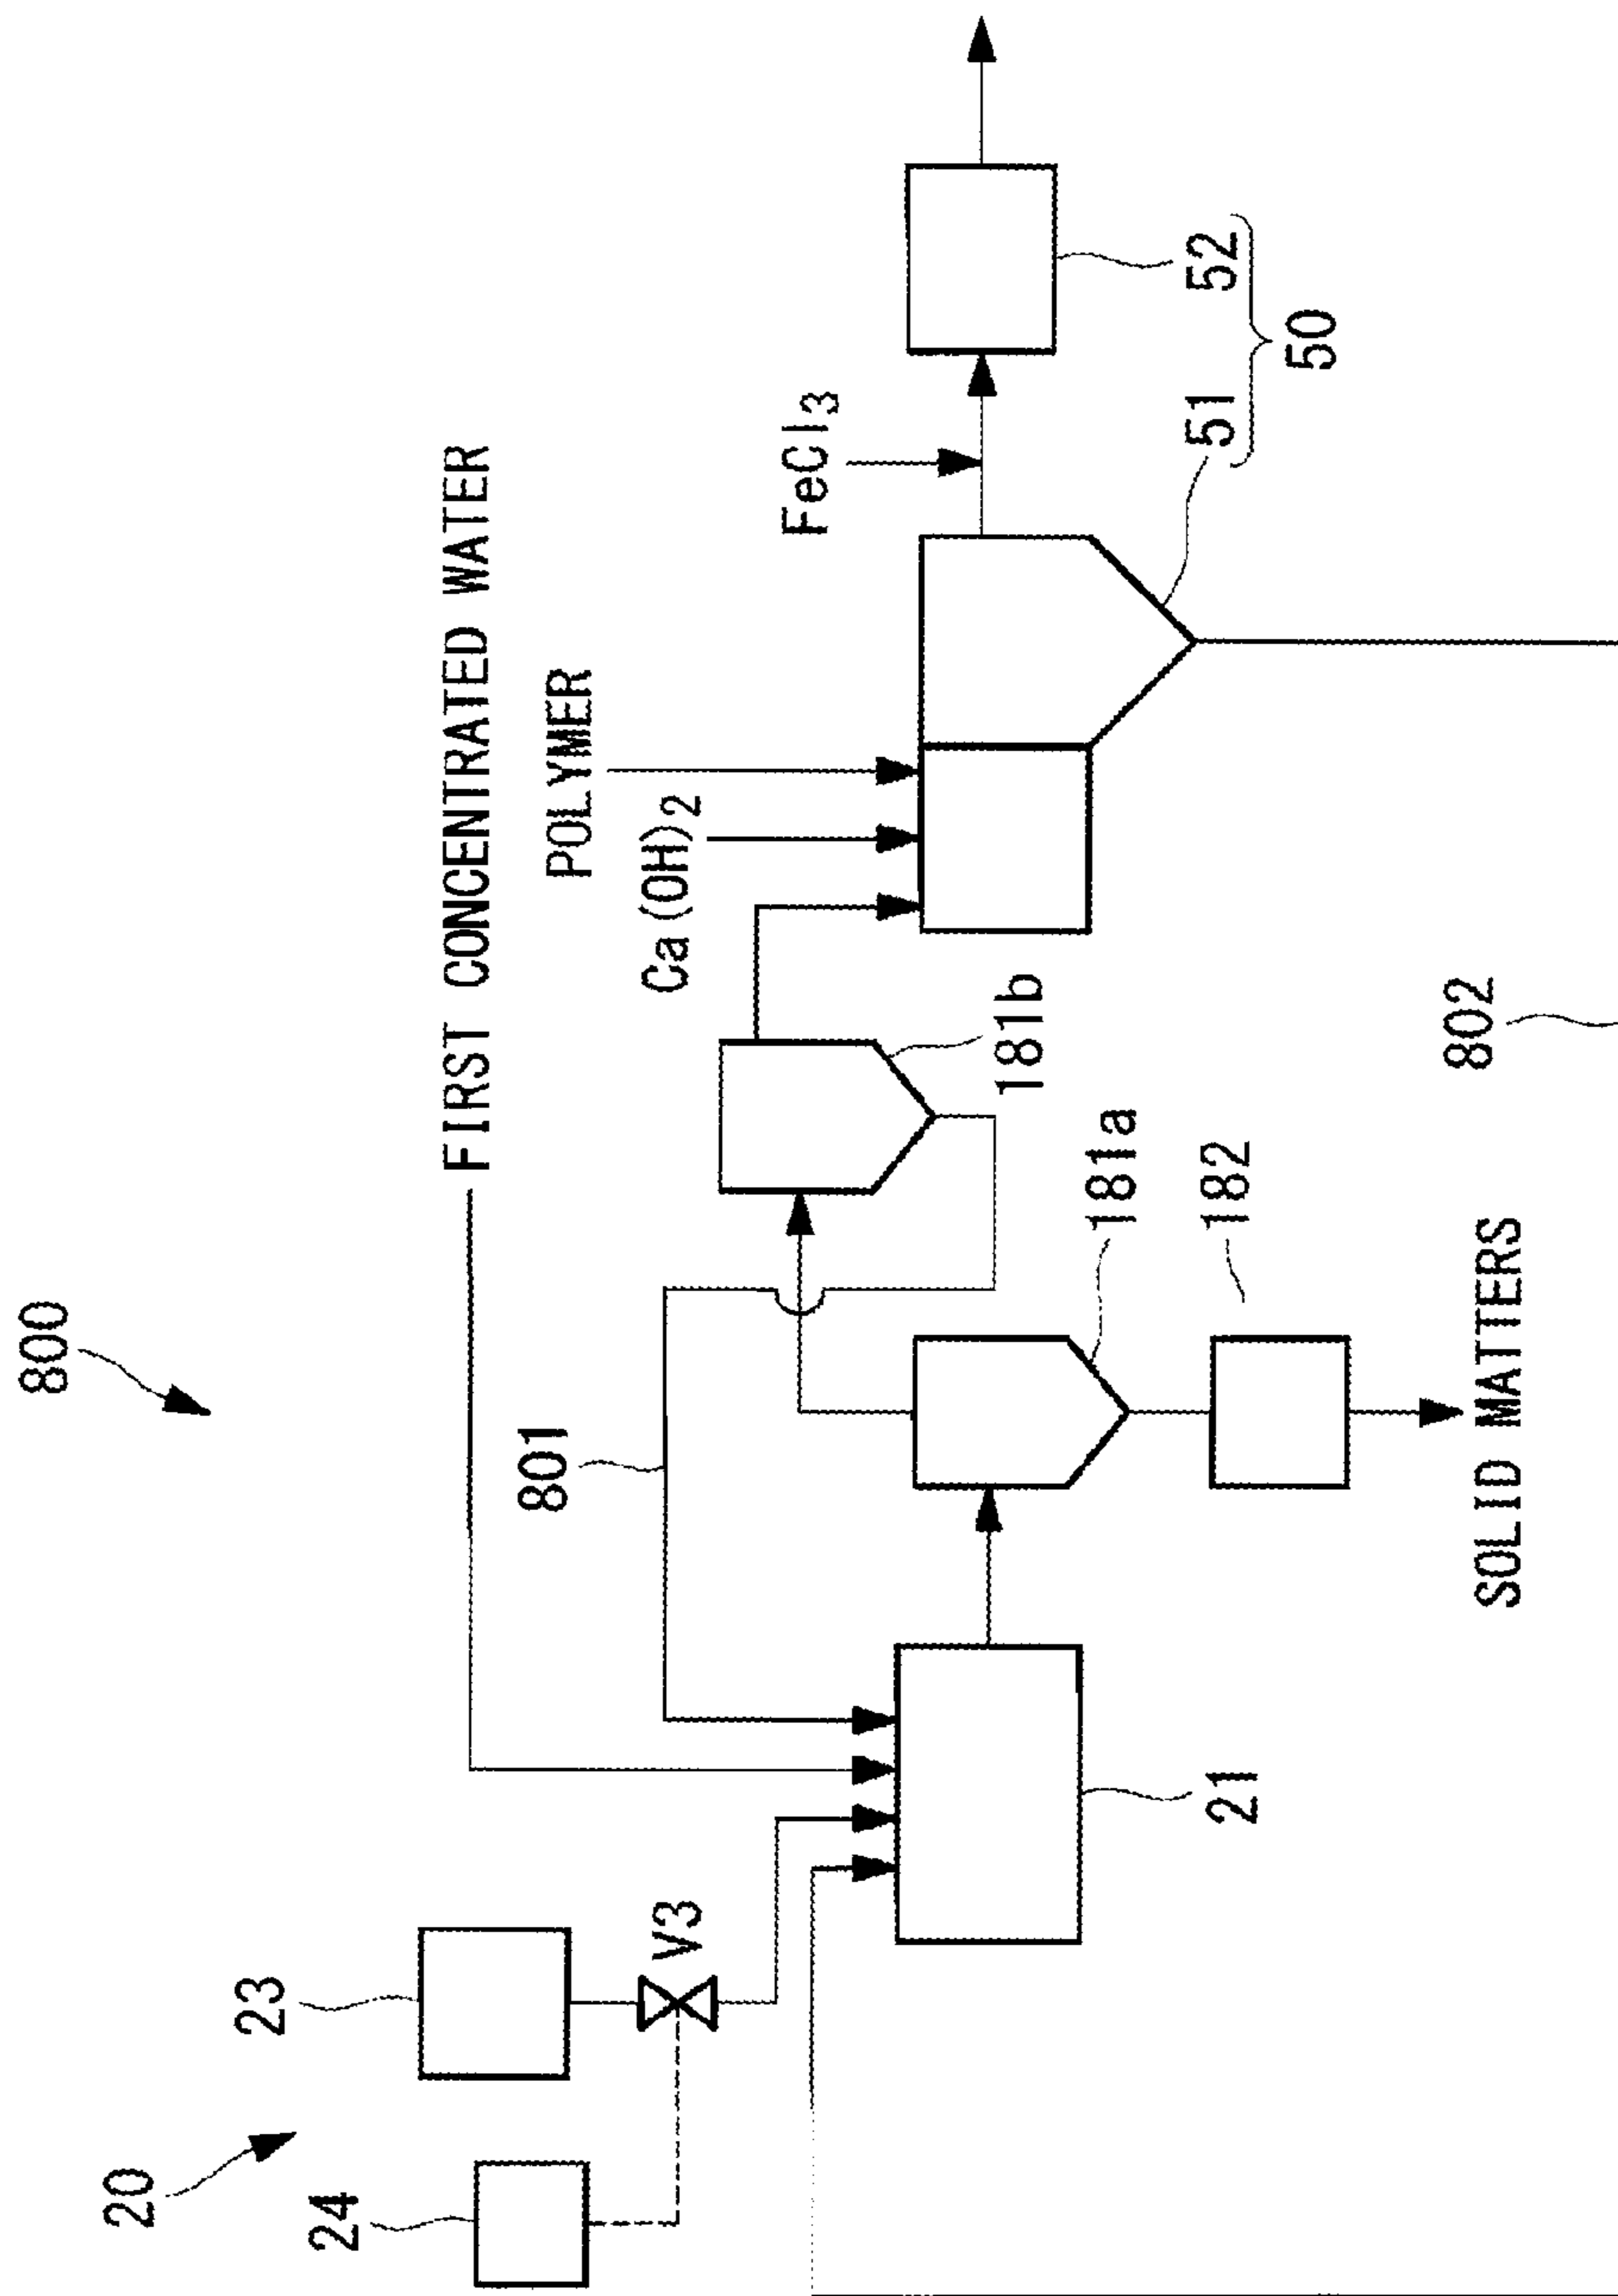 800
20
24
23
V3
801
FIRST CONCENTRATED WATER
POLYMER
Ca(OH)2
FeCl3
21
181a
181b
182
SOLID MATTERS
802
51
52
50